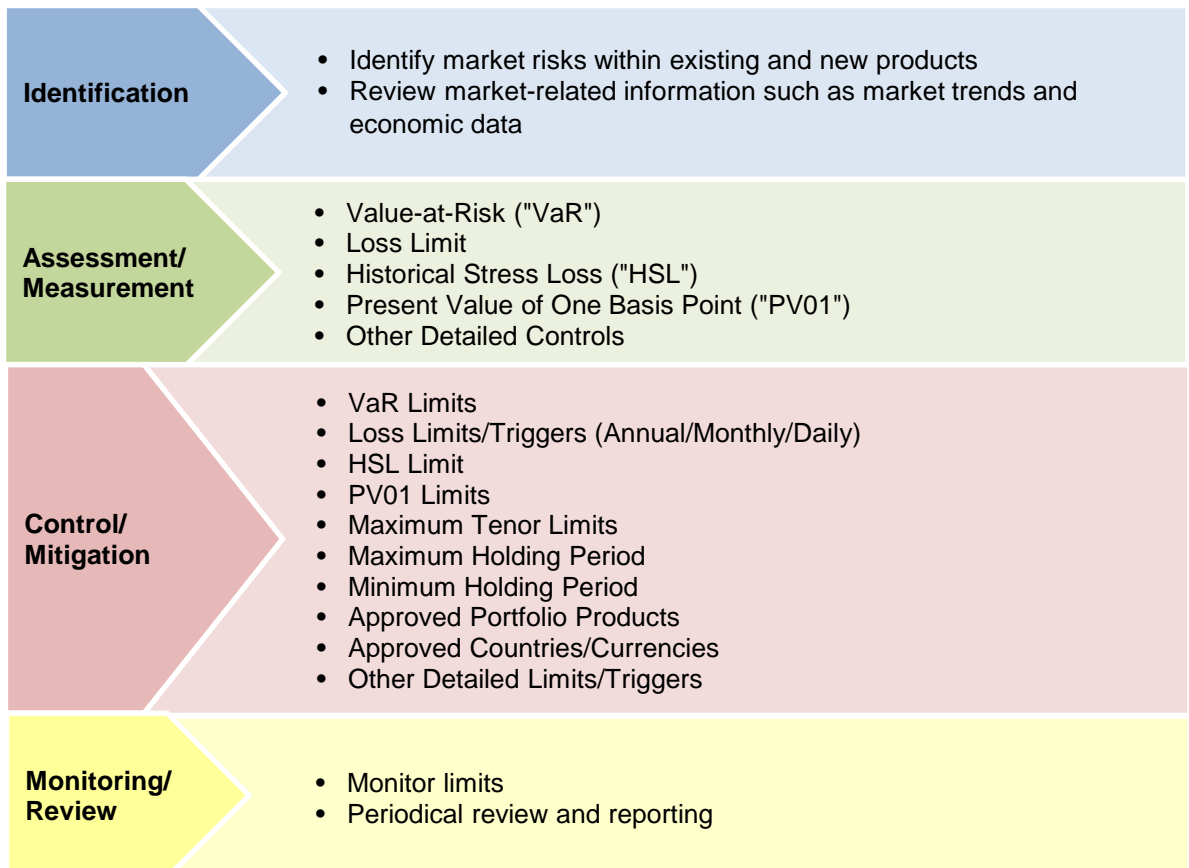 Identification
• Identify market risks within existing and new products
• Review market-related information such as market trends and
economic data
Assessment/
Measurement
• Value-at-Risk ("VaR")
• Loss Limit
• Historical Stress Loss ("HSL")
• Present Value of One Basis Point ("PV01")
• Other Detailed Controls
Control/
Mitigation
• VaR Limits
• Loss Limits/Triggers (Annual/Monthly/Daily)
• HSL Limit
• PV01 Limits
• Maximum Tenor Limits
• Maximum Holding Period
• Minimum Holding Period
• Approved Portfolio Products
• Approved Countries/Currencies
• Other Detailed Limits/Triggers
Monitoring/
Review
• Monitor limits
• Periodical review and reporting